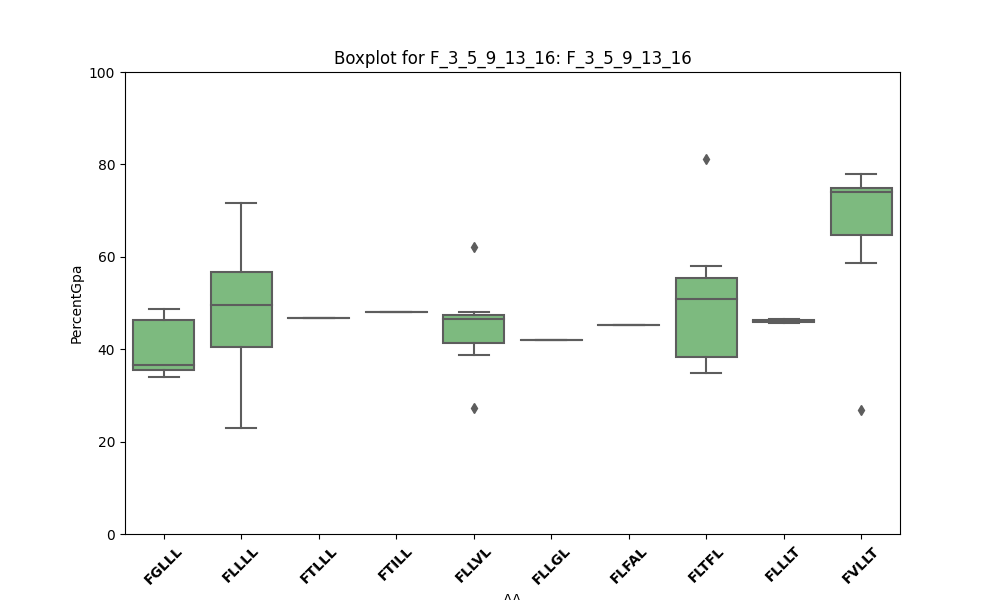 Boxplot for F_3_5_9_13_16: F_3_5_9_13_16
PercentGpa
100
80
60
40
20
0
FGLLL
FLLLL
FTLLL
FTILL
FLLVL
FLLGL
FLFAL
FLTFL
FLLLT
FVLLT
AA